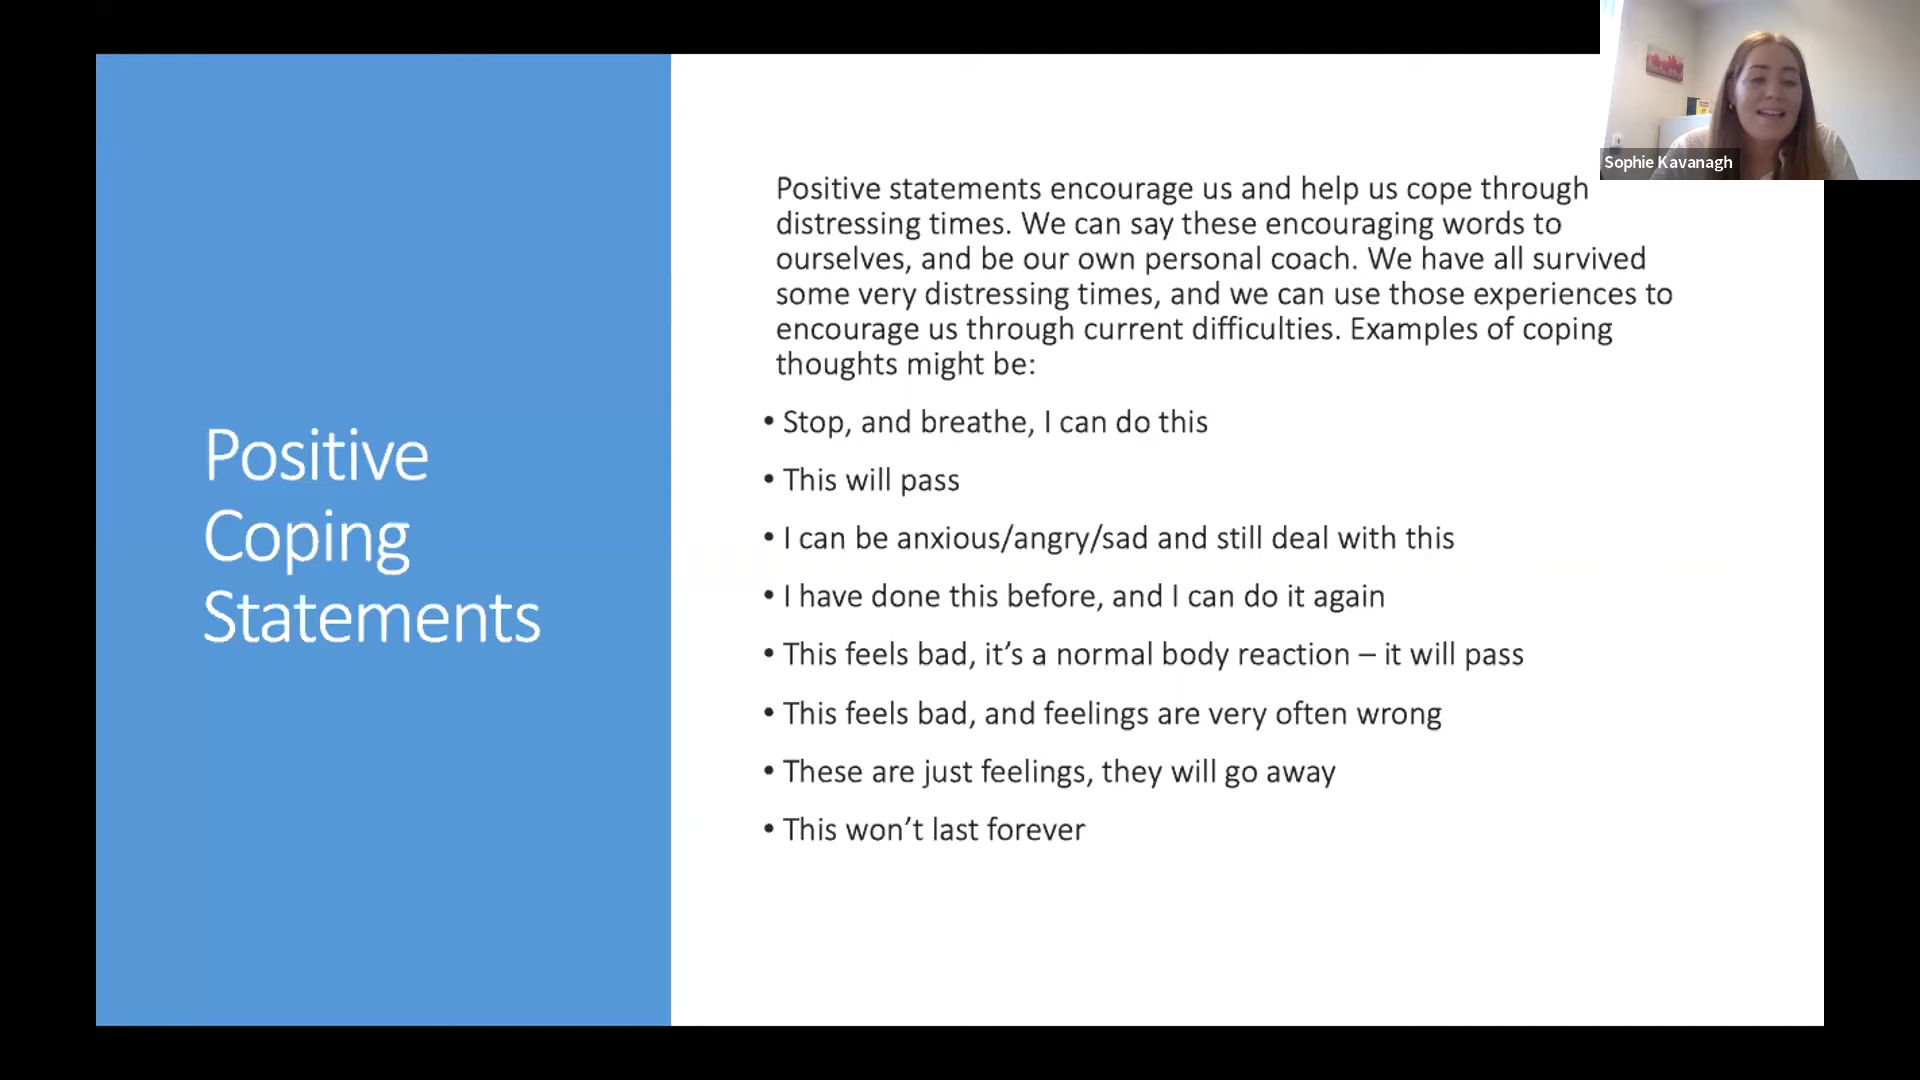 Sophie Kavanagh
Positive
Coping
Statements
Positive statements encourage us and help us cope through
distressing times. We can say these encouraging words to
ourselves, and be our own personal coach. We have all survived
some very distressing times, and we can use those experiences to
encourage us through current difficulties. Examples of coping
thoughts might be:
• Stop, and breathe, I can do this
• This will pass
• I can be anxious/angry/sad and still deal with this
• I have done this before, and I can do it again
• This feels bad, it’s a normal body reaction – it will pass
• This feels bad, and feelings are very often wrong
• These are just feelings, they will go away
• This won’t last forever